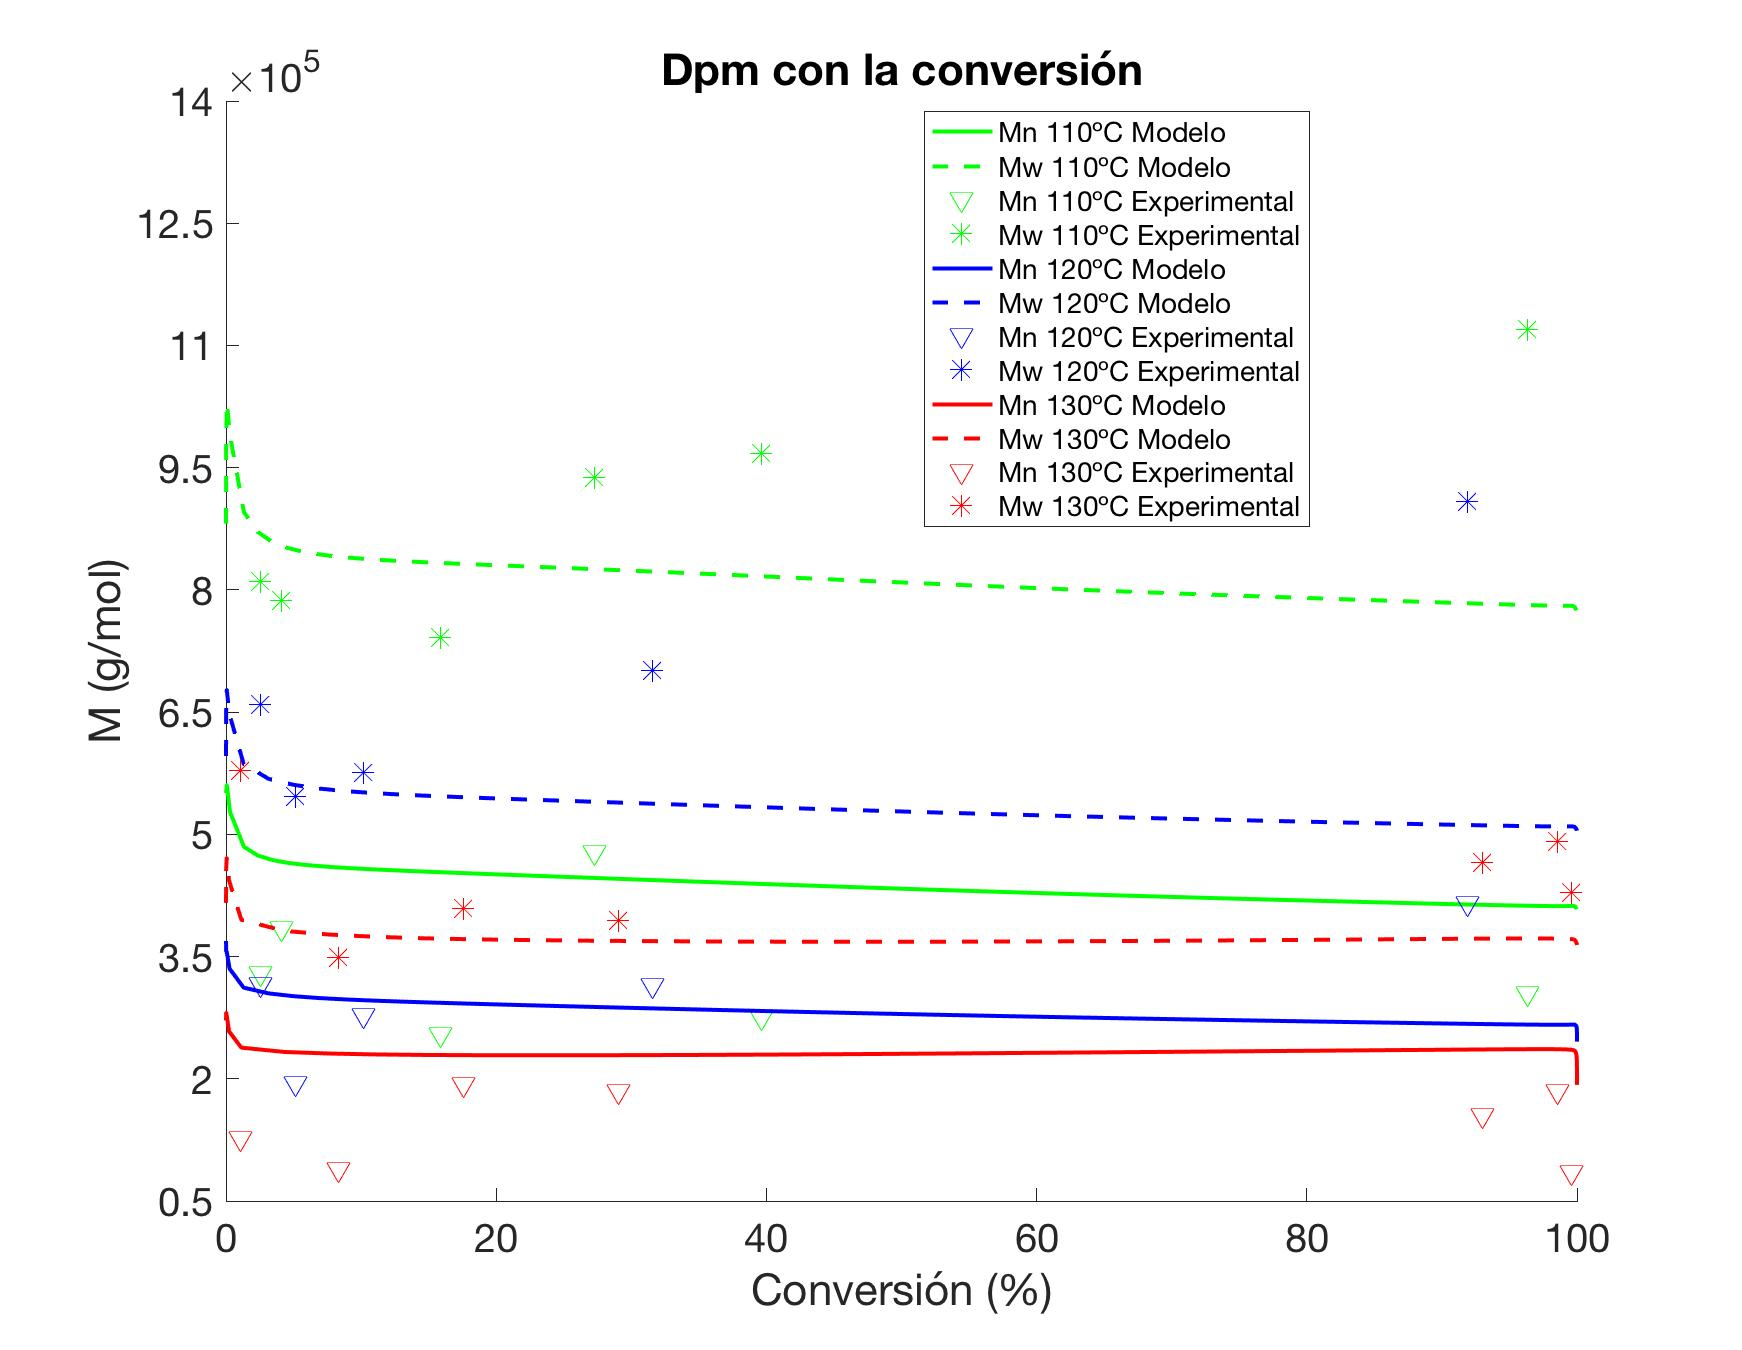 Dpm con la conversión
×10^5
14
12.5
11
9.5
8
6.5
5
3.5
2
0.5
M (g/mol)
Mn 110ºC Modelo
Mw 110ºC Modelo
Mn 110ºC Experimental
Mw 110ºC Experimental
Mn 120ºC Modelo
Mw 120ºC Modelo
Mn 120ºC Experimental
Mw 120ºC Experimental
Mn 130ºC Modelo
Mw 130ºC Modelo
Mn 130ºC Experimental
Mw 130ºC Experimental
0 20 40 60 80 100
Conversión (%)